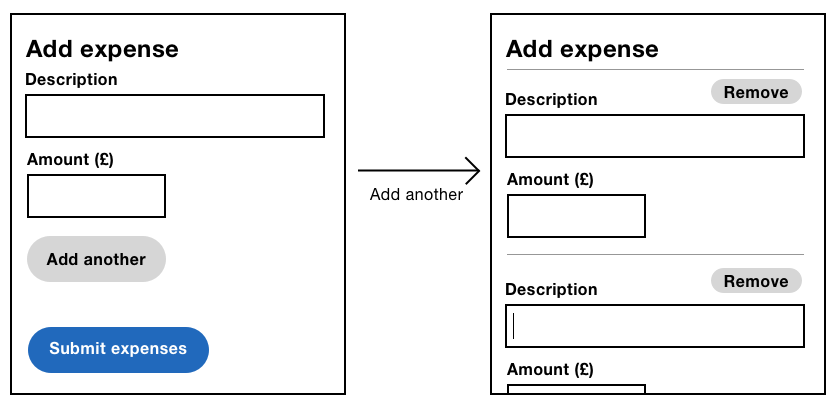 Add expense
Description
Amount (£)
Add another
Submit expenses
Add another
Add expense
Remove
Description
Amount (£)
Remove
Description
Amount (£)